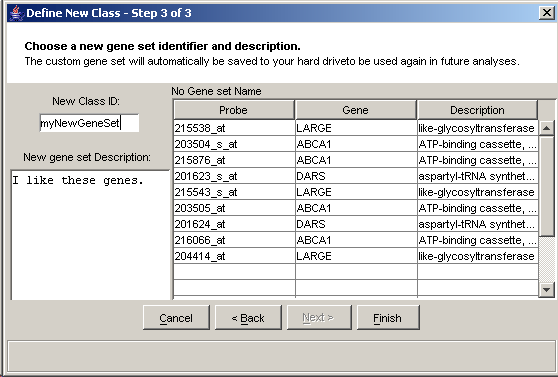 Define New Class - Step 3 of 3
Choose a new gene set identifier and description.
The custom gene set will automatically be saved to your hard driveto be used again in future analyses.
New Class ID:
myNewGeneSet
New gene set Description:
I like these genes.
No Gene set Name
Probe Gene Description
215538_at LARGE like-glycosyltransferase
203504_s_at ABCA1 ATP-binding cassette, ...
215876_at ABCA1 ATP-binding cassette, ...
201623_s_at DARS aspartyl-tRNA synthet...
215543_s_at LARGE like-glycosyltransferase
203505_at ABCA1 ATP-binding cassette, ...
201624_at DARS aspartyl-tRNA synthet...
216066_at ABCA1 ATP-binding cassette, ...
204414_at LARGE like-glycosyltransferase
Cancel < Back Next > Finish